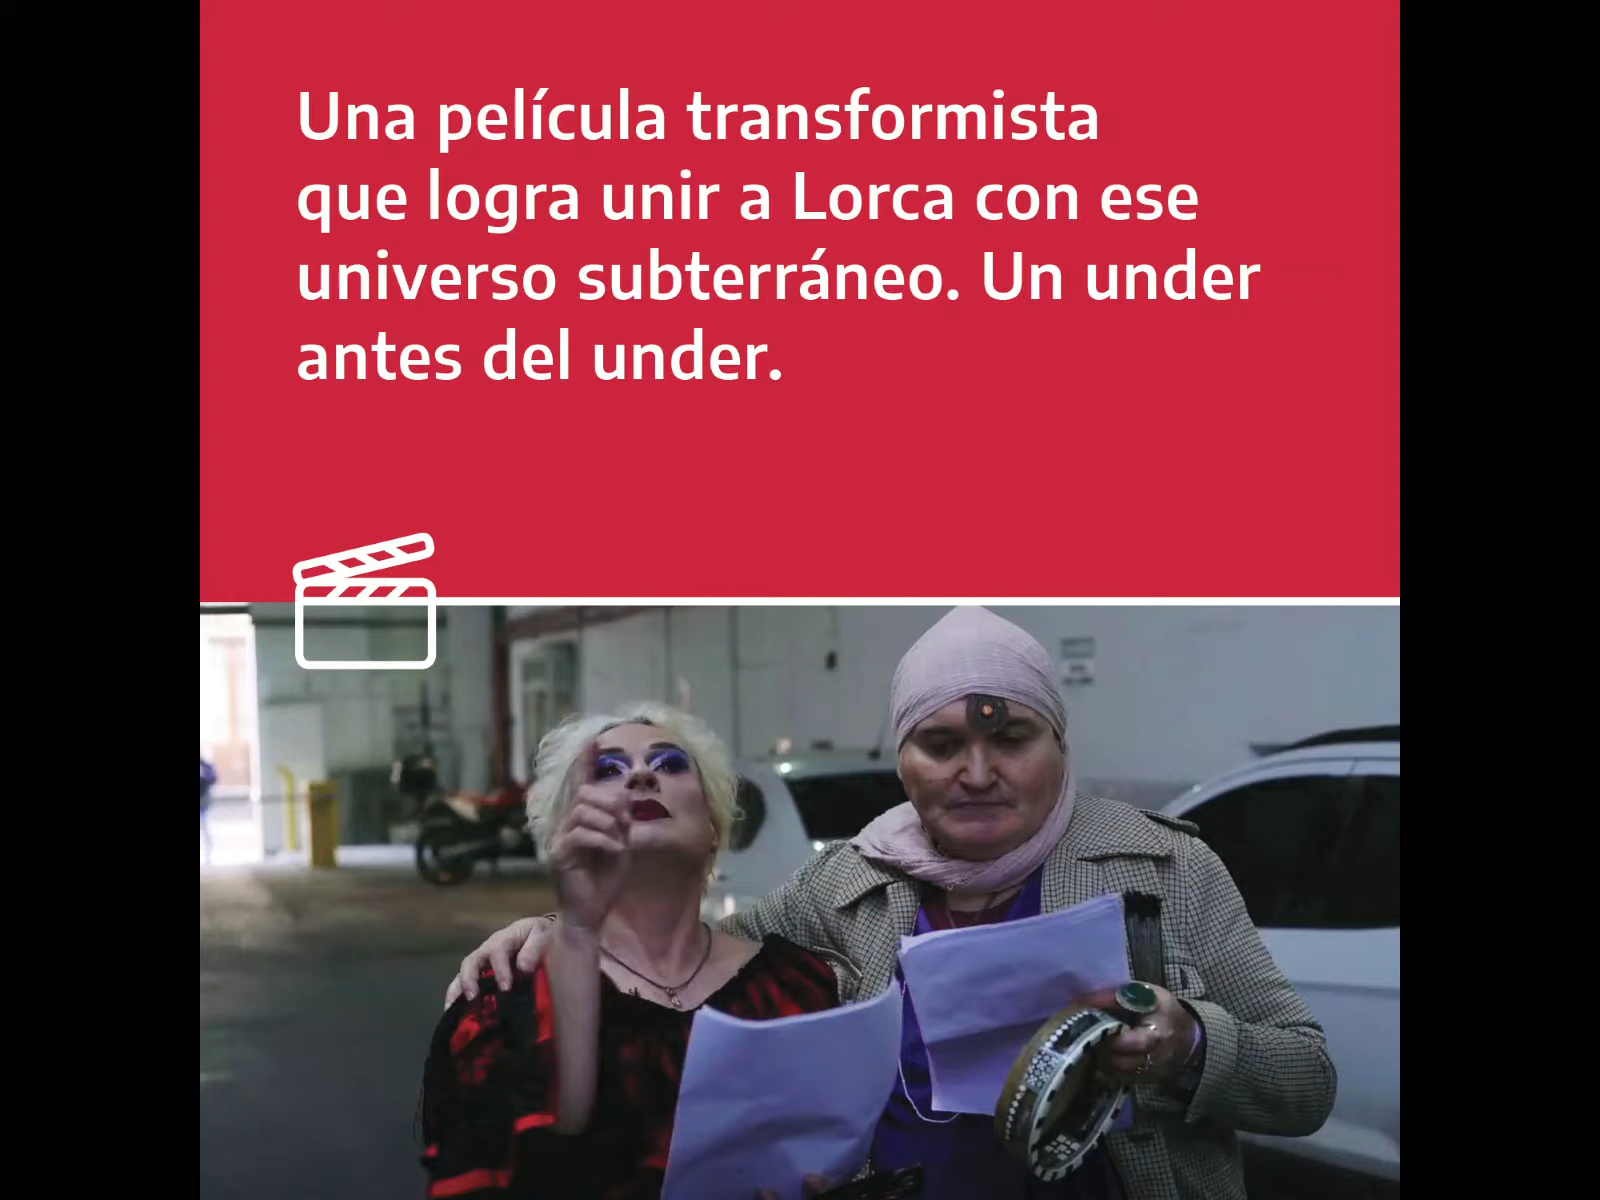 Una película transformista
que logra unir a Lorca con ese
universo subterráneo. Un under
antes del under.